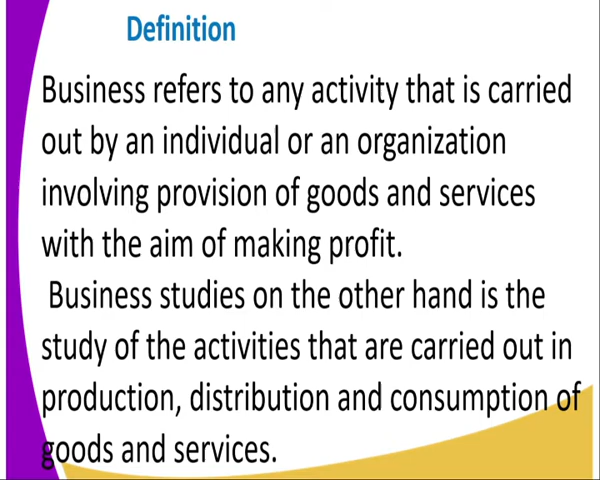 Definition
Business refers to any activity that is carried
out by an individual or an organization
involving provision of goods and services
with the aim of making profit.
Business studies on the other hand is the
study of the activities that are carried out in
production, distribution and consumption of
goods and services.